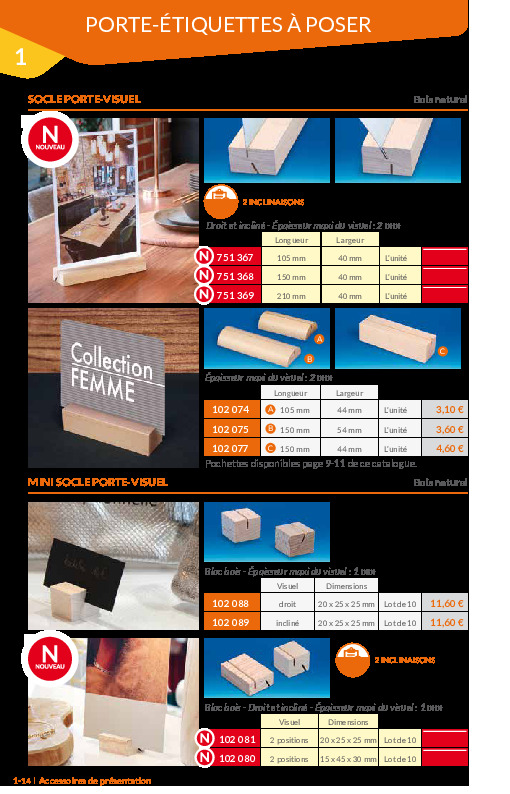 PORTE-ÉTIQUETTES À POSER
1
SOCLE PORTE-VISUEL Bois naturel
N
NOUVEAU
2 INCLINAISONS
Droit et incliné - Épaisseur maxi du visuel : 2 mm
Longueur Largeur
N 751 367 105 mm 40 mm L'unité
N 751 368 150 mm 40 mm L'unité
N 751 369 210 mm 40 mm L'unité
Collection
FEMME
A
B
C
Épaisseur maxi du visuel : 2 mm
Longueur Largeur
102 074 A 105 mm 44 mm L'unité 3,10 €
102 075 B 150 mm 54 mm L'unité 3,60 €
102 077 C 150 mm 44 mm L'unité 4,60 €
Pochettes disponibles page 9-11 de ce catalogue.
MINI SOCLE PORTE-VISUEL Bois naturel
Bloc bois - Épaisseur maxi du visuel : 1 mm
Visuel Dimensions
102 088 droit 20 x 25 x 25 mm Lot de 10 11,60 €
102 089 incliné 20 x 25 x 25 mm Lot de 10 11,60 €
N
NOUVEAU
2 INCLINAISONS
Bloc bois - Droit et incliné - Épaisseur maxi du visuel : 1 mm
Visuel Dimensions
N 102 081 2 positions 20 x 25 x 25 mm Lot de 10
N 102 080 2 positions 15 x 45 x 30 mm Lot de 10
1-14 | Accessoires de présentation